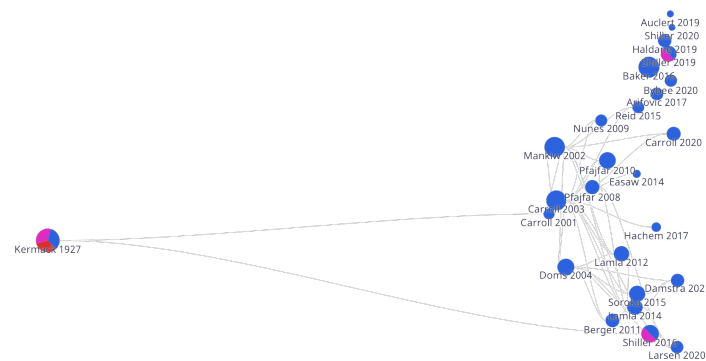 Auclert 2019
Shiller 2020
Haldane 2019
Shiller 2019
Baker 2016
Bybee 2020
Arifovic 2017
Reid 2015
Nunes 2009
Carroll 2020
Mankiw 2002
Pfajfar 2010
Easaw 2014
Pfajfar 2008
Carroll 2003
Carroll 2001
Hachem 2017
Kermack 1927
Lamla 2012
Doms 2004
Damstra 202
Soroka 2015
Lamla 2014
Berger 2011
Shiller 2016
Larsen 2020